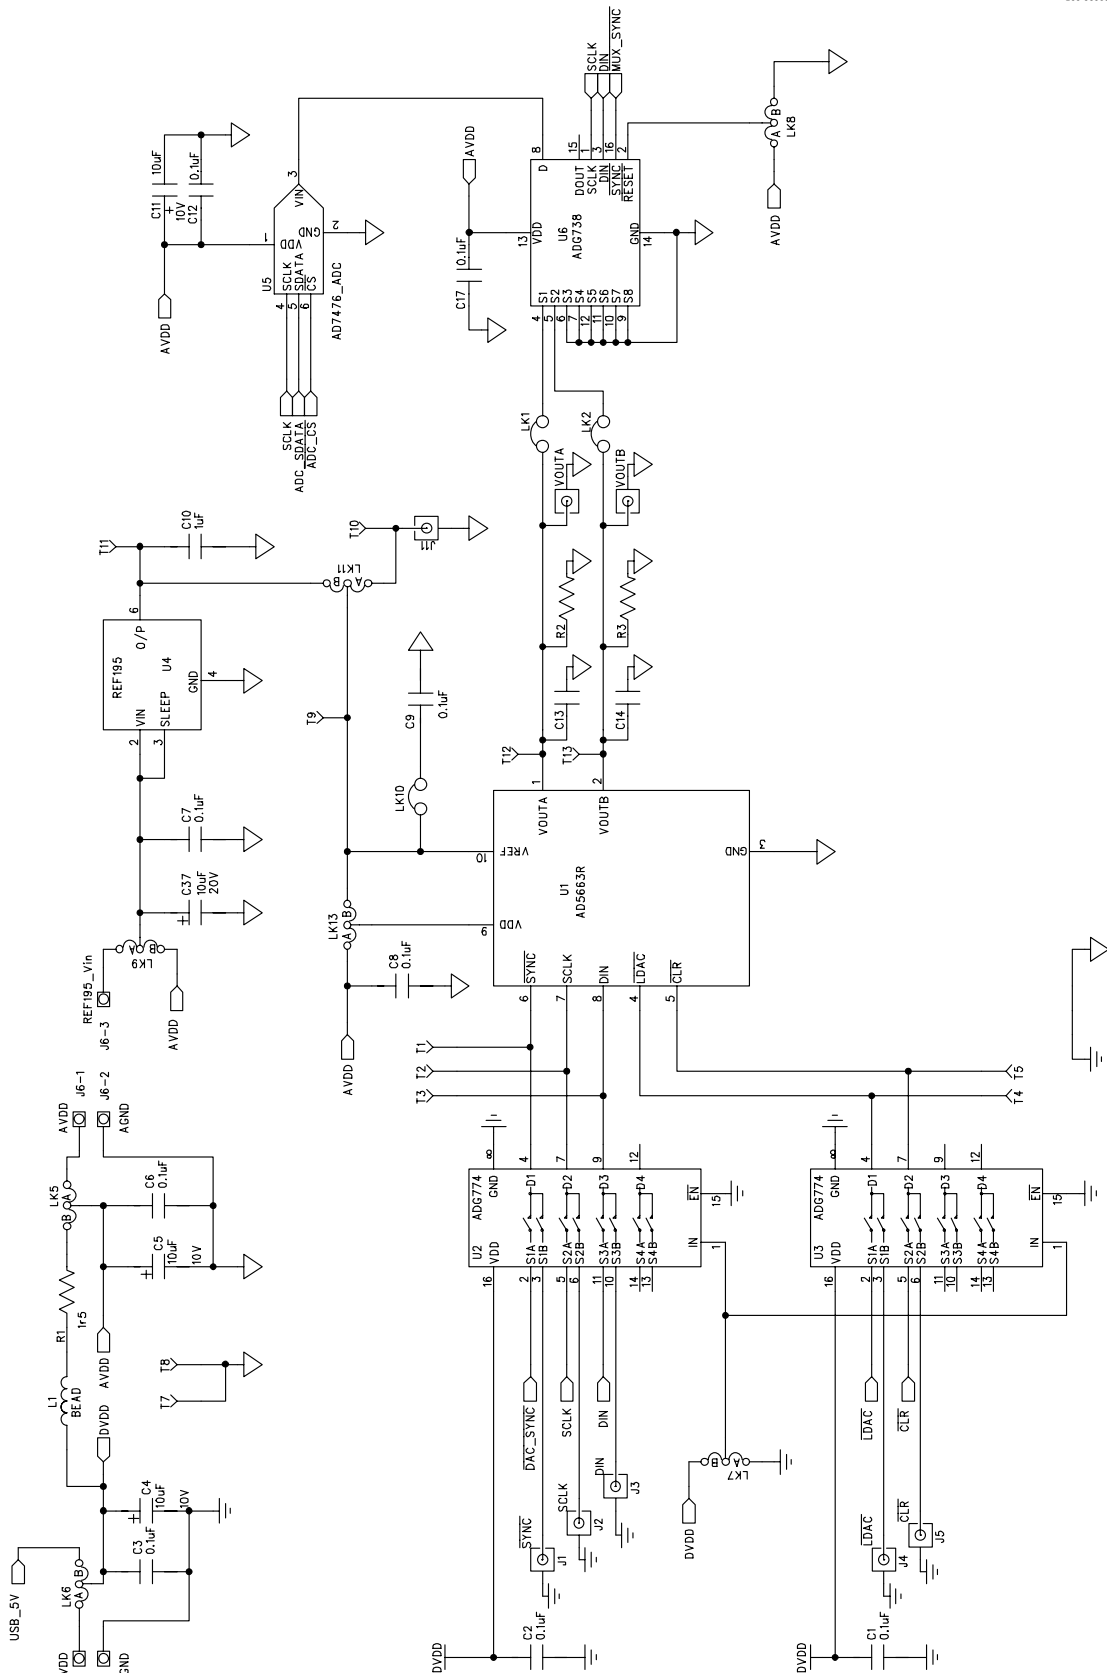 SCLK
DIN
MUX_SYNC
C11
10uF
10V
C12
0.1uF
AVDD
1
VDD
U5
4
SCLK
5
SDATA
6
CS
VIN
3
GND
2
AD7476_ADC
SCLK
ADC_SDATA
ADC_CS
AVDD
C17
0.1uF
13
VDD
8
D
U6
ADG738
DOUT
15
SCLK
1
DIN
3
SYNC
16
RESET
2
GND
14
4
S1
5
S2
6
S3
7
S4
12
S5
11
S6
10
S7
9
S8
AVDD
A
B
LK8
LK1
LK2
VOUTA
VOUTB
R2
R3
C13
C14
T12
T13
T11
C10
1uF
6
O/P
REF195
U4
VIN
2
SLEEP
3
GND
4
B
A
LK11
T10
J11
T9
C9
0.1uF
LK10
C7
0.1uF
C37
10uF
20V
A
B
LK9
REF195_Vin
J6-3
AVDD
A
B
LK13
C8
0.1uF
AVDD
10
VREF
9
VDD
U1
AD5663R
VOUTA
1
VOUTB
2
GND
3
SYNC
6
SCLK
7
DIN
8
LDAC
4
CLR
5
T1
T2
T3
T4
T5
J6-1
AVDD
J6-2
AGND
LK5
B
A
C6
0.1uF
C5
10uF
10V
R1
1r5
AVDD
T8
T7
L1
BEAD
DVDD
C4
10uF
10V
C3
0.1uF
USB_5V
LK6
A
B
VDD
GND
U2
ADG774
8
GND
VDD
16
D1
4
D2
7
D3
9
D4
12
2
S1A
3
S1B
5
S2A
6
S2B
11
S3A
10
S3B
14
S4A
13
S4B
IN
1
EN
15
DAC_SYNC
SCLK
DIN
SYNC
J1
SCLK
J2
DIN
J3
DVDD
C2
0.1uF
DVDD
B
A
LK7
U3
ADG774
8
GND
VDD
16
D1
4
D2
7
D3
9
D4
12
2
S1A
3
S1B
5
S2A
6
S2B
11
S3A
10
S3B
14
S4A
13
S4B
IN
1
EN
15
LDAC
CLR
LDAC
J4
CLR
J5
DVDD
C1
0.1uF